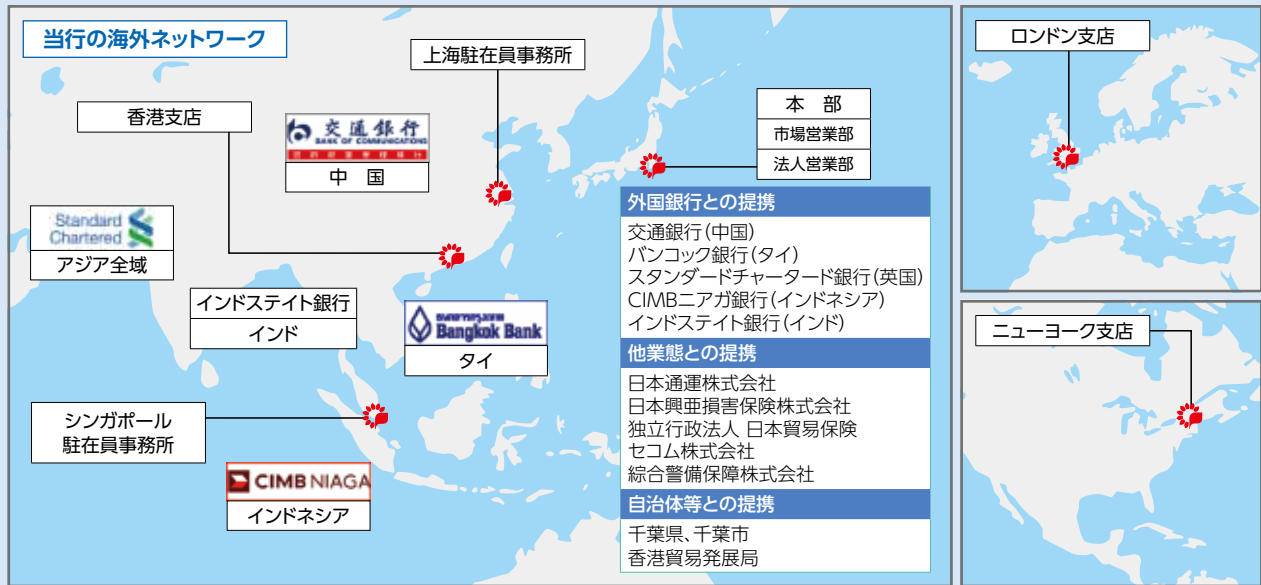 当行の海外ネットワーク
上海駐在員事務所
香港支店
交通銀行
BANK OF COMMUNICATIONS
中 国
本 部
市場営業部
法人営業部
Standard
Chartered
アジア全域
インドステイト銀行
インド
Bangkok Bank
タイ
シンガポール
駐在員事務所
CIMB NIAGA
インドネシア
外国銀行との提携
交通銀行(中国)
バンコック銀行(タイ)
スタンダードチャータード銀行(英国)
CIMBニアガ銀行(インドネシア)
インドステイト銀行(インド)
他業態との提携
日本通運株式会社
日本興亜損害保険株式会社
独立行政法人 日本貿易保険
セコム株式会社
綜合警備保障株式会社
自治体等との提携
千葉県、千葉市
香港貿易発展局
ロンドン支店
ニューヨーク支店